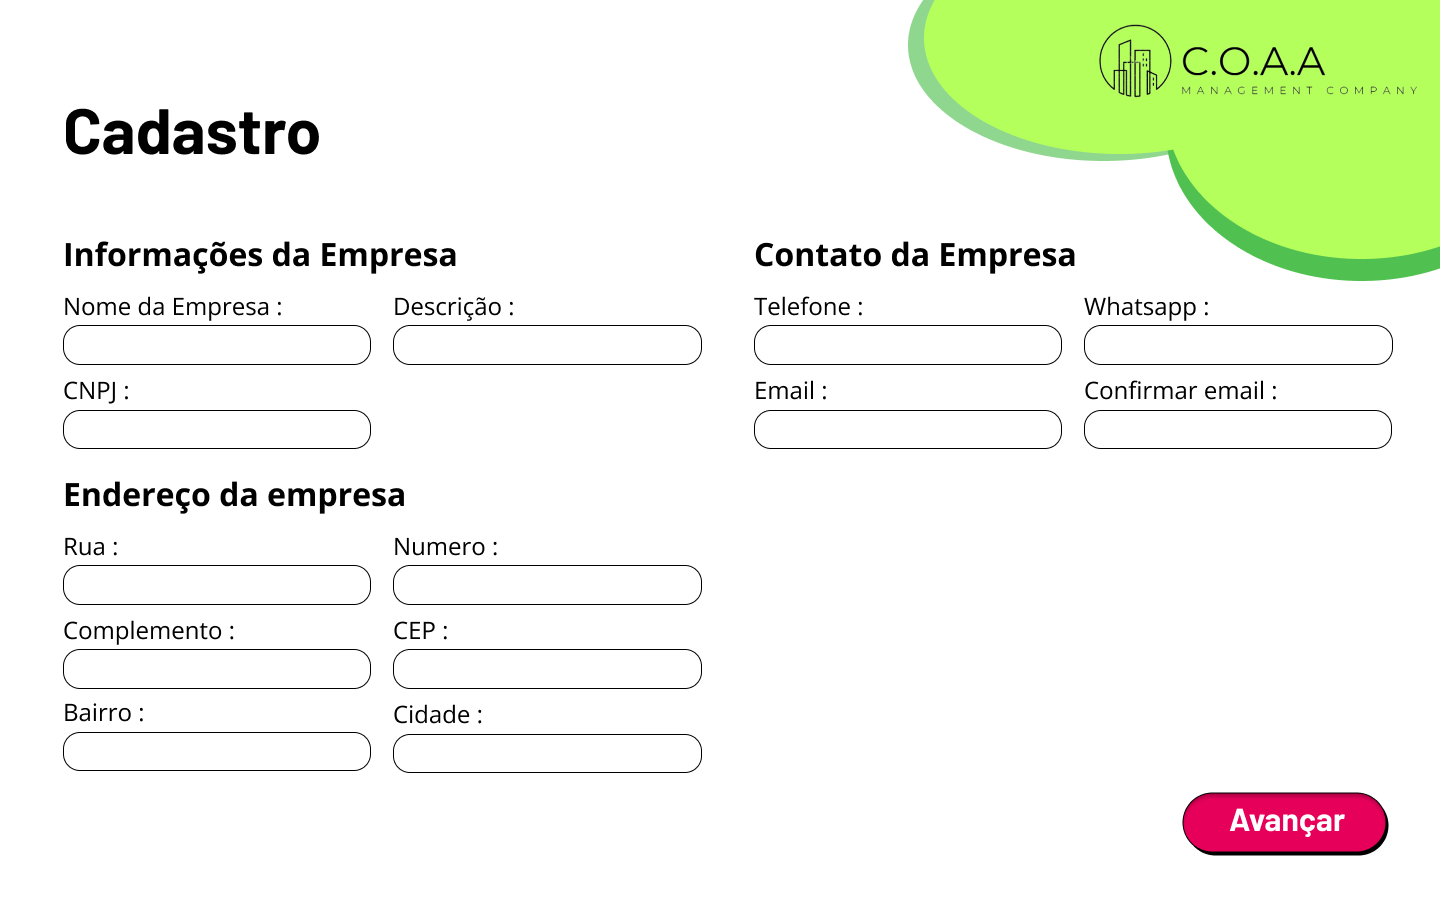 C.O.A.A
MANAGEMENT COMPANY
Cadastro
Informações da Empresa
Nome da Empresa :
Descrição :
CNPJ :
Endereço da empresa
Rua :
Numero :
Complemento :
CEP :
Bairro :
Cidade :
Contato da Empresa
Telefone :
Whatsapp :
Email :
Confirmar email :
Avançar